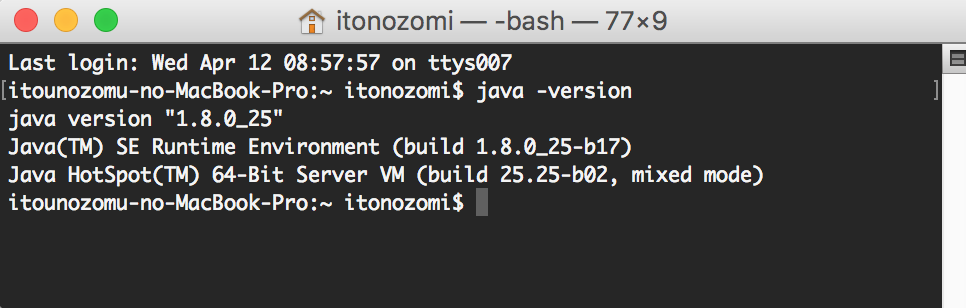 itonozomi — -bash — 77×9
Last login: Wed Apr 12 08:57:57 on ttys007
[itounozomu-no-MacBook-Pro:~ itonozomi$ java -version ]
java version "1.8.0_25"
Java(TM) SE Runtime Environment (build 1.8.0_25-b17)
Java HotSpot(TM) 64-Bit Server VM (build 25.25-b02, mixed mode)
itounozomu-no-MacBook-Pro:~ itonozomi$